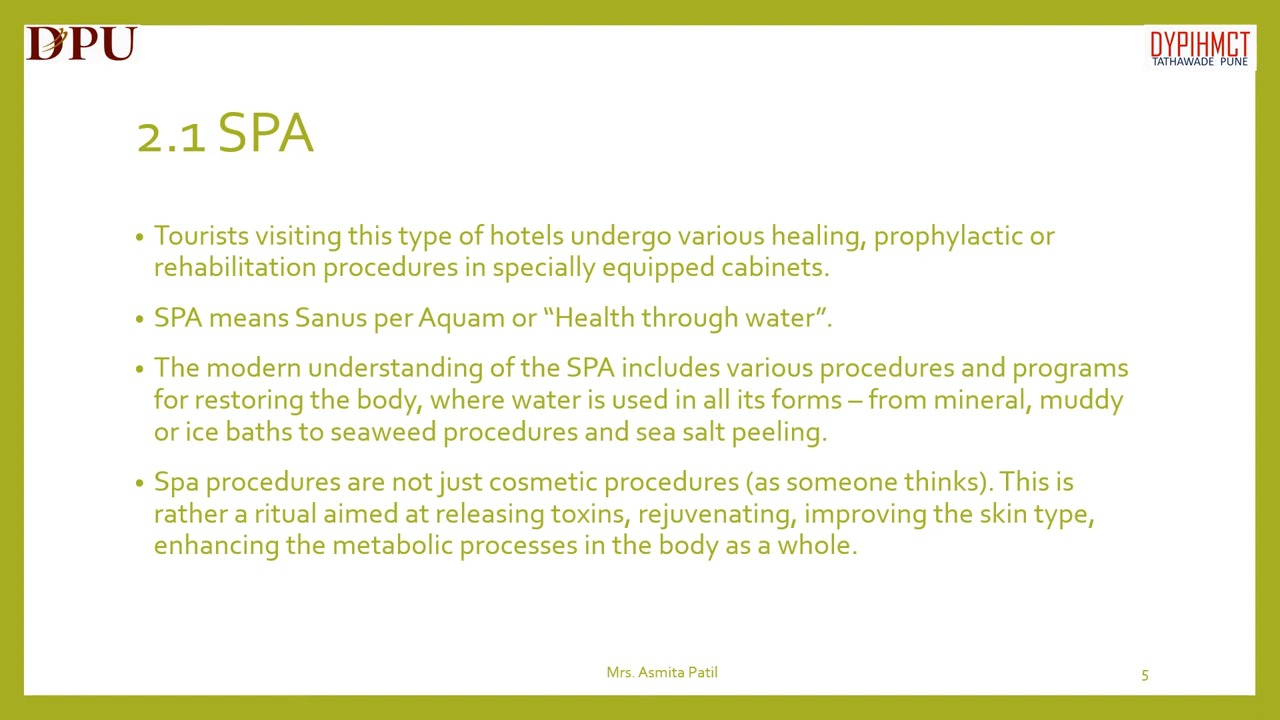 DPU
DYPIHMCT
TATHAWADE PUNE
2.1 SPA
• Tourists visiting this type of hotels undergo various healing, prophylactic or
rehabilitation procedures in specially equipped cabinets.
• SPA means Sanus per Aquam or “Health through water”.
• The modern understanding of the SPA includes various procedures and programs
for restoring the body, where water is used in all its forms – from mineral, muddy
or ice baths to seaweed procedures and sea salt peeling.
• Spa procedures are not just cosmetic procedures (as someone thinks). This is
rather a ritual aimed at releasing toxins, rejuvenating, improving the skin type,
enhancing the metabolic processes in the body as a whole.
Mrs. Asmita Patil
5